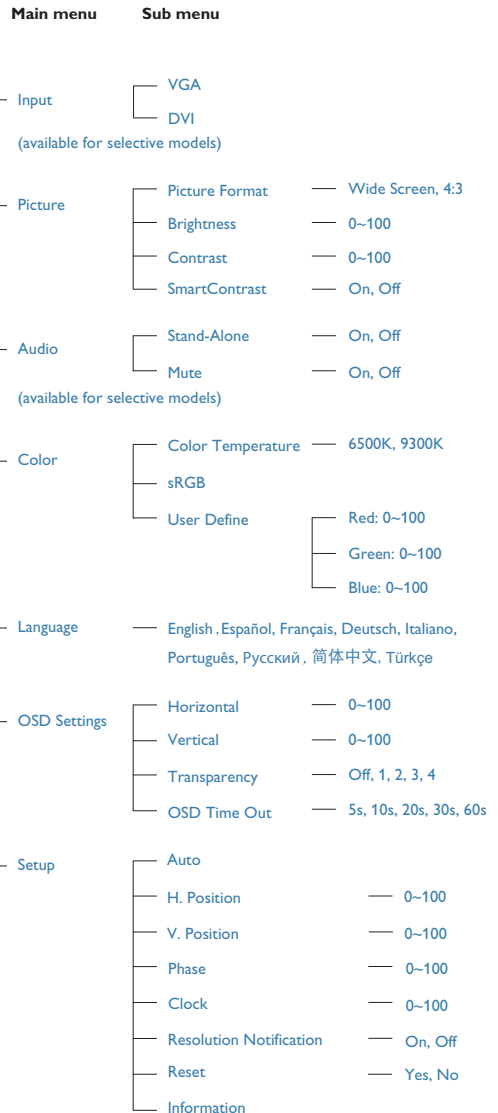 Main menu Sub menu
VGA
Input
DVI
(available for selective models)
Picture Format Wide Screen, 4:3
Picture
Brightness 0~100
Contrast 0~100
SmartContrast On, Off
Stand-Alone On, Off
Audio
Mute On, Off
(available for selective models)
Color Temperature 6500K, 9300K
Color
sRGB
User Define Red: 0~100
Green: 0~100
Blue: 0~100
Language English , Español, Français, Deutsch, Italiano,
Português, Русский , 简体中文, Türkçe
Horizontal 0~100
OSD Settings
Vertical 0~100
Transparency Off, 1, 2, 3, 4
OSD Time Out 5s, 10s, 20s, 30s, 60s
Auto
Setup
H. Position 0~100
V. Position 0~100
Phase 0~100
Clock 0~100
Resolution Notification On, Off
Reset Yes, No
Information